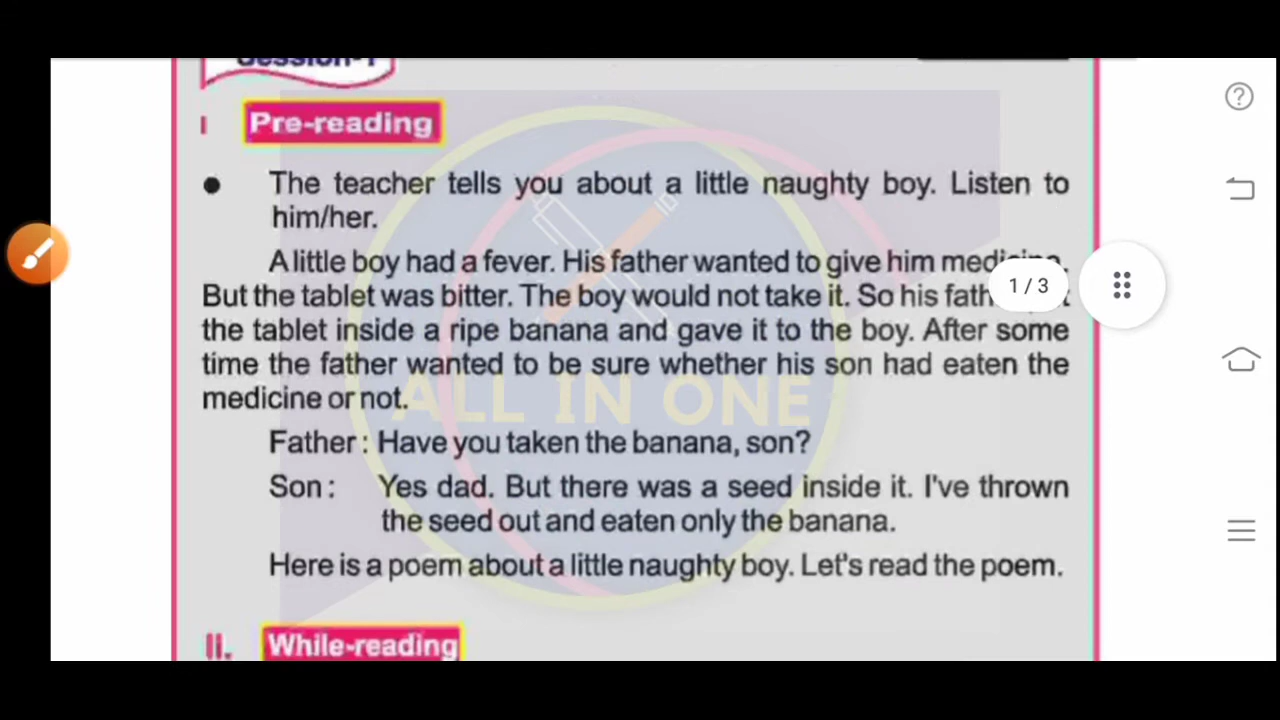 Session-1
I Pre-reading
● The teacher tells you about a little naughty boy. Listen to
him/her.
A little boy had a fever. His father wanted to give him medicine.
But the tablet was bitter. The boy would not take it. So his
the tablet inside a ripe banana and gave it to the boy. After some
time the father wanted to be sure whether his son had eaten the
medicine or not.
Father : Have you taken the banana, son?
Son : Yes dad. But there was a seed inside it. I've thrown
the seed out and eaten only the banana.
Here is a poem about a little naughty boy. Let's read the poem.
II. While-reading
ALL IN ONE
1 / 3
?